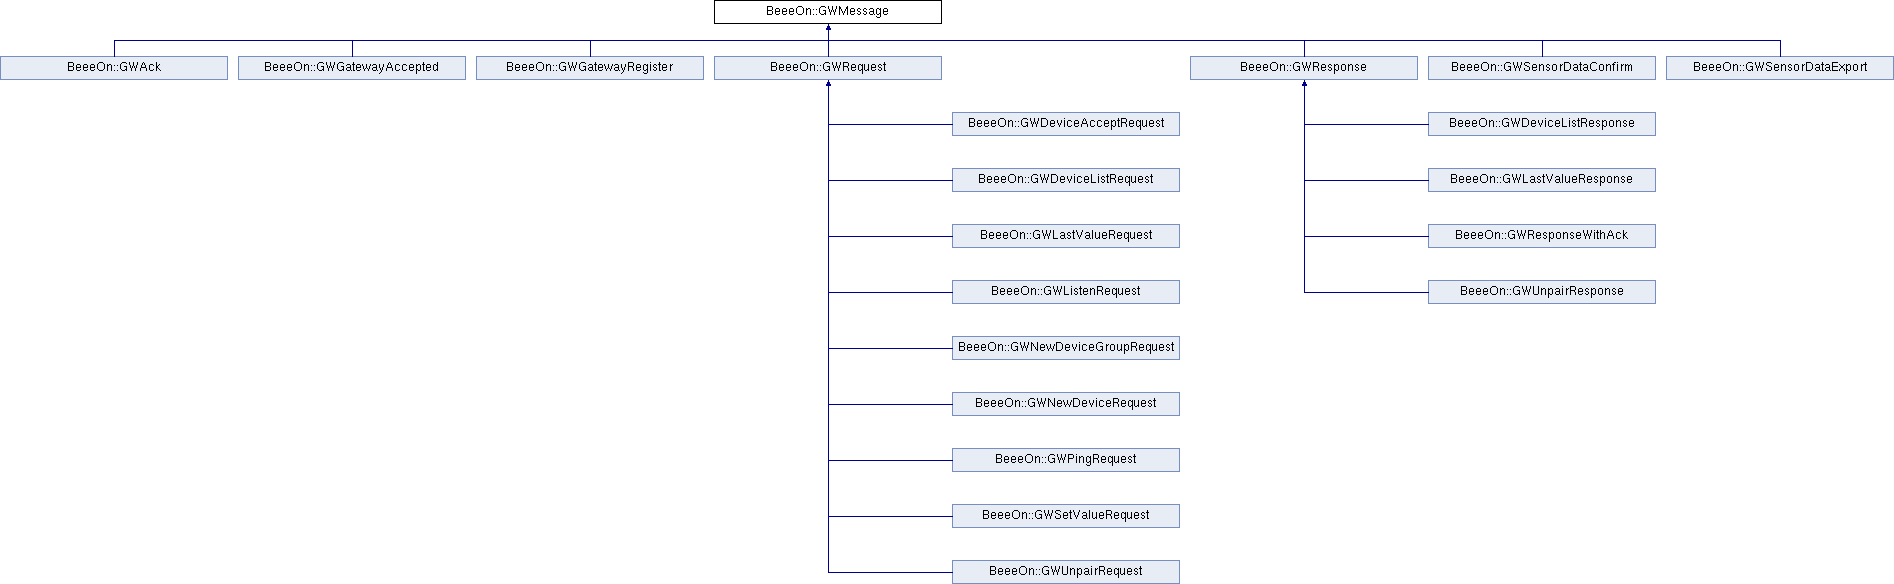 BeeeOn::GWMessage
BeeeOn::GWAck
BeeeOn::GWGatewayAccepted
BeeeOn::GWGatewayRegister
BeeeOn::GWRequest
BeeeOn::GWResponse
BeeeOn::GWSensorDataConfirm
BeeeOn::GWSensorDataExport
BeeeOn::GWDeviceAcceptRequest
BeeeOn::GWDeviceListResponse
BeeeOn::GWDeviceListRequest
BeeeOn::GWLastValueResponse
BeeeOn::GWLastValueRequest
BeeeOn::GWResponseWithAck
BeeeOn::GWListenRequest
BeeeOn::GWUnpairResponse
BeeeOn::GWNewDeviceGroupRequest
BeeeOn::GWNewDeviceRequest
BeeeOn::GWPingRequest
BeeeOn::GWSetValueRequest
BeeeOn::GWUnpairRequest